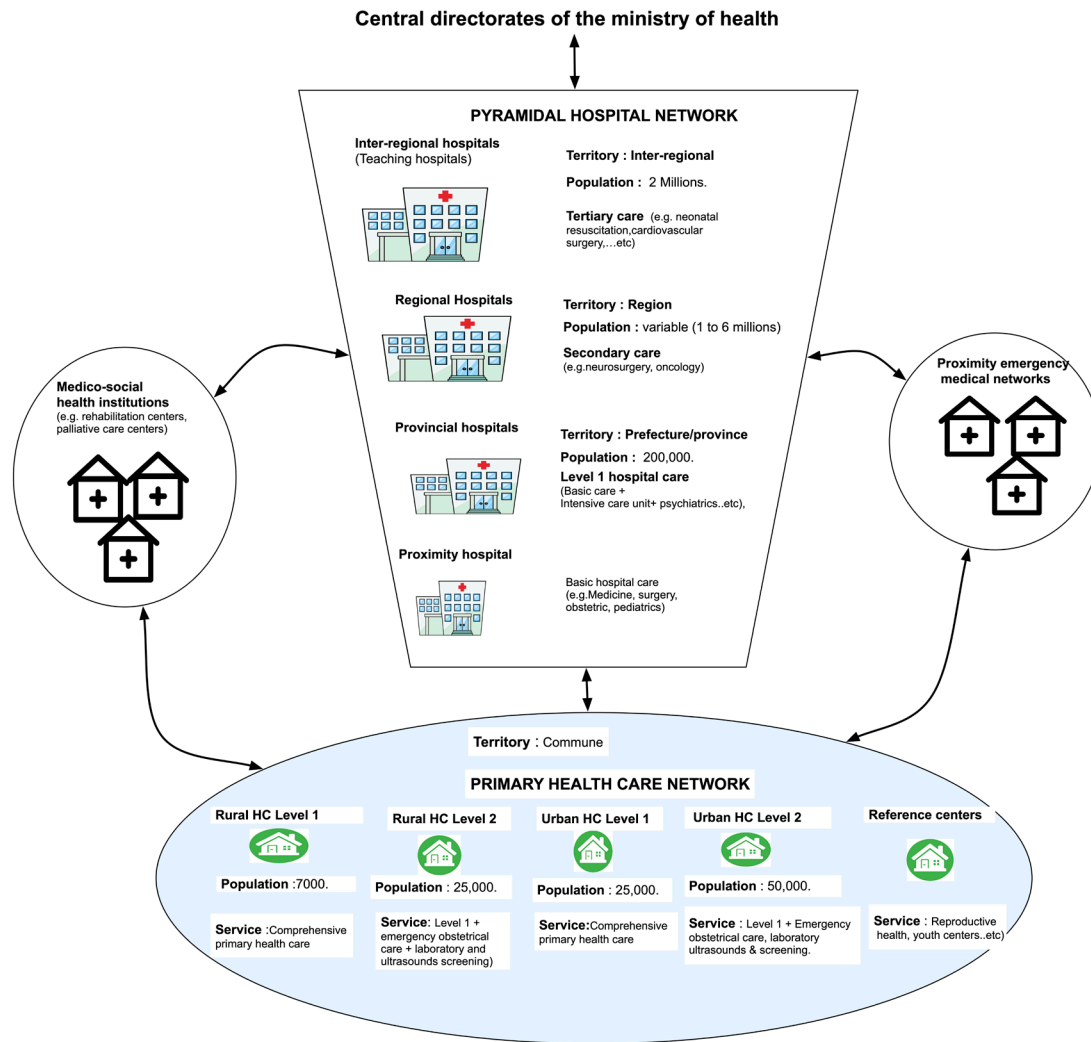 Central directorates of the ministry of health
PYRAMIDAL HOSPITAL NETWORK
Inter-regional hospitals
(Teaching hospitals)
Territory : Inter-regional
Population : 2 Millions.
Tertiary care (e.g. neonatal
resuscitation,cardiovascular
surgery,...etc)
Regional Hospitals
Territory : Region
Population : variable (1 to 6 millions)
Secondary care
(e.g.neurosurgery, oncology)
Provincial hospitals
Territory : Prefecture/province
Population : 200,000.
Level 1 hospital care
(Basic care +
Intensive care unit+ psychiatrics..etc),
Proximity hospital
Basic hospital care
(e.g.Medicine, surgery,
obstetric, pediatrics)
Medico-social
health institutions
(e.g. rehabilitation centers,
palliative care centers)
Proximity emergency
medical networks
Territory : Commune
PRIMARY HEALTH CARE NETWORK
Rural HC Level 1
Population :7000.
Service :Comprehensive
primary health care
Rural HC Level 2
Population : 25,000.
Service: Level 1 +
emergency obstetrical
care + laboratory and
ultrasounds screening)
Urban HC Level 1
Population : 25,000.
Service:Comprehensive
primary health care
Urban HC Level 2
Population : 50,000.
Service : Level 1 + Emergency
obstetrical care, laboratory
ultrasounds & screening.
Reference centers
Service : Reproductive
health, youth centers..etc)